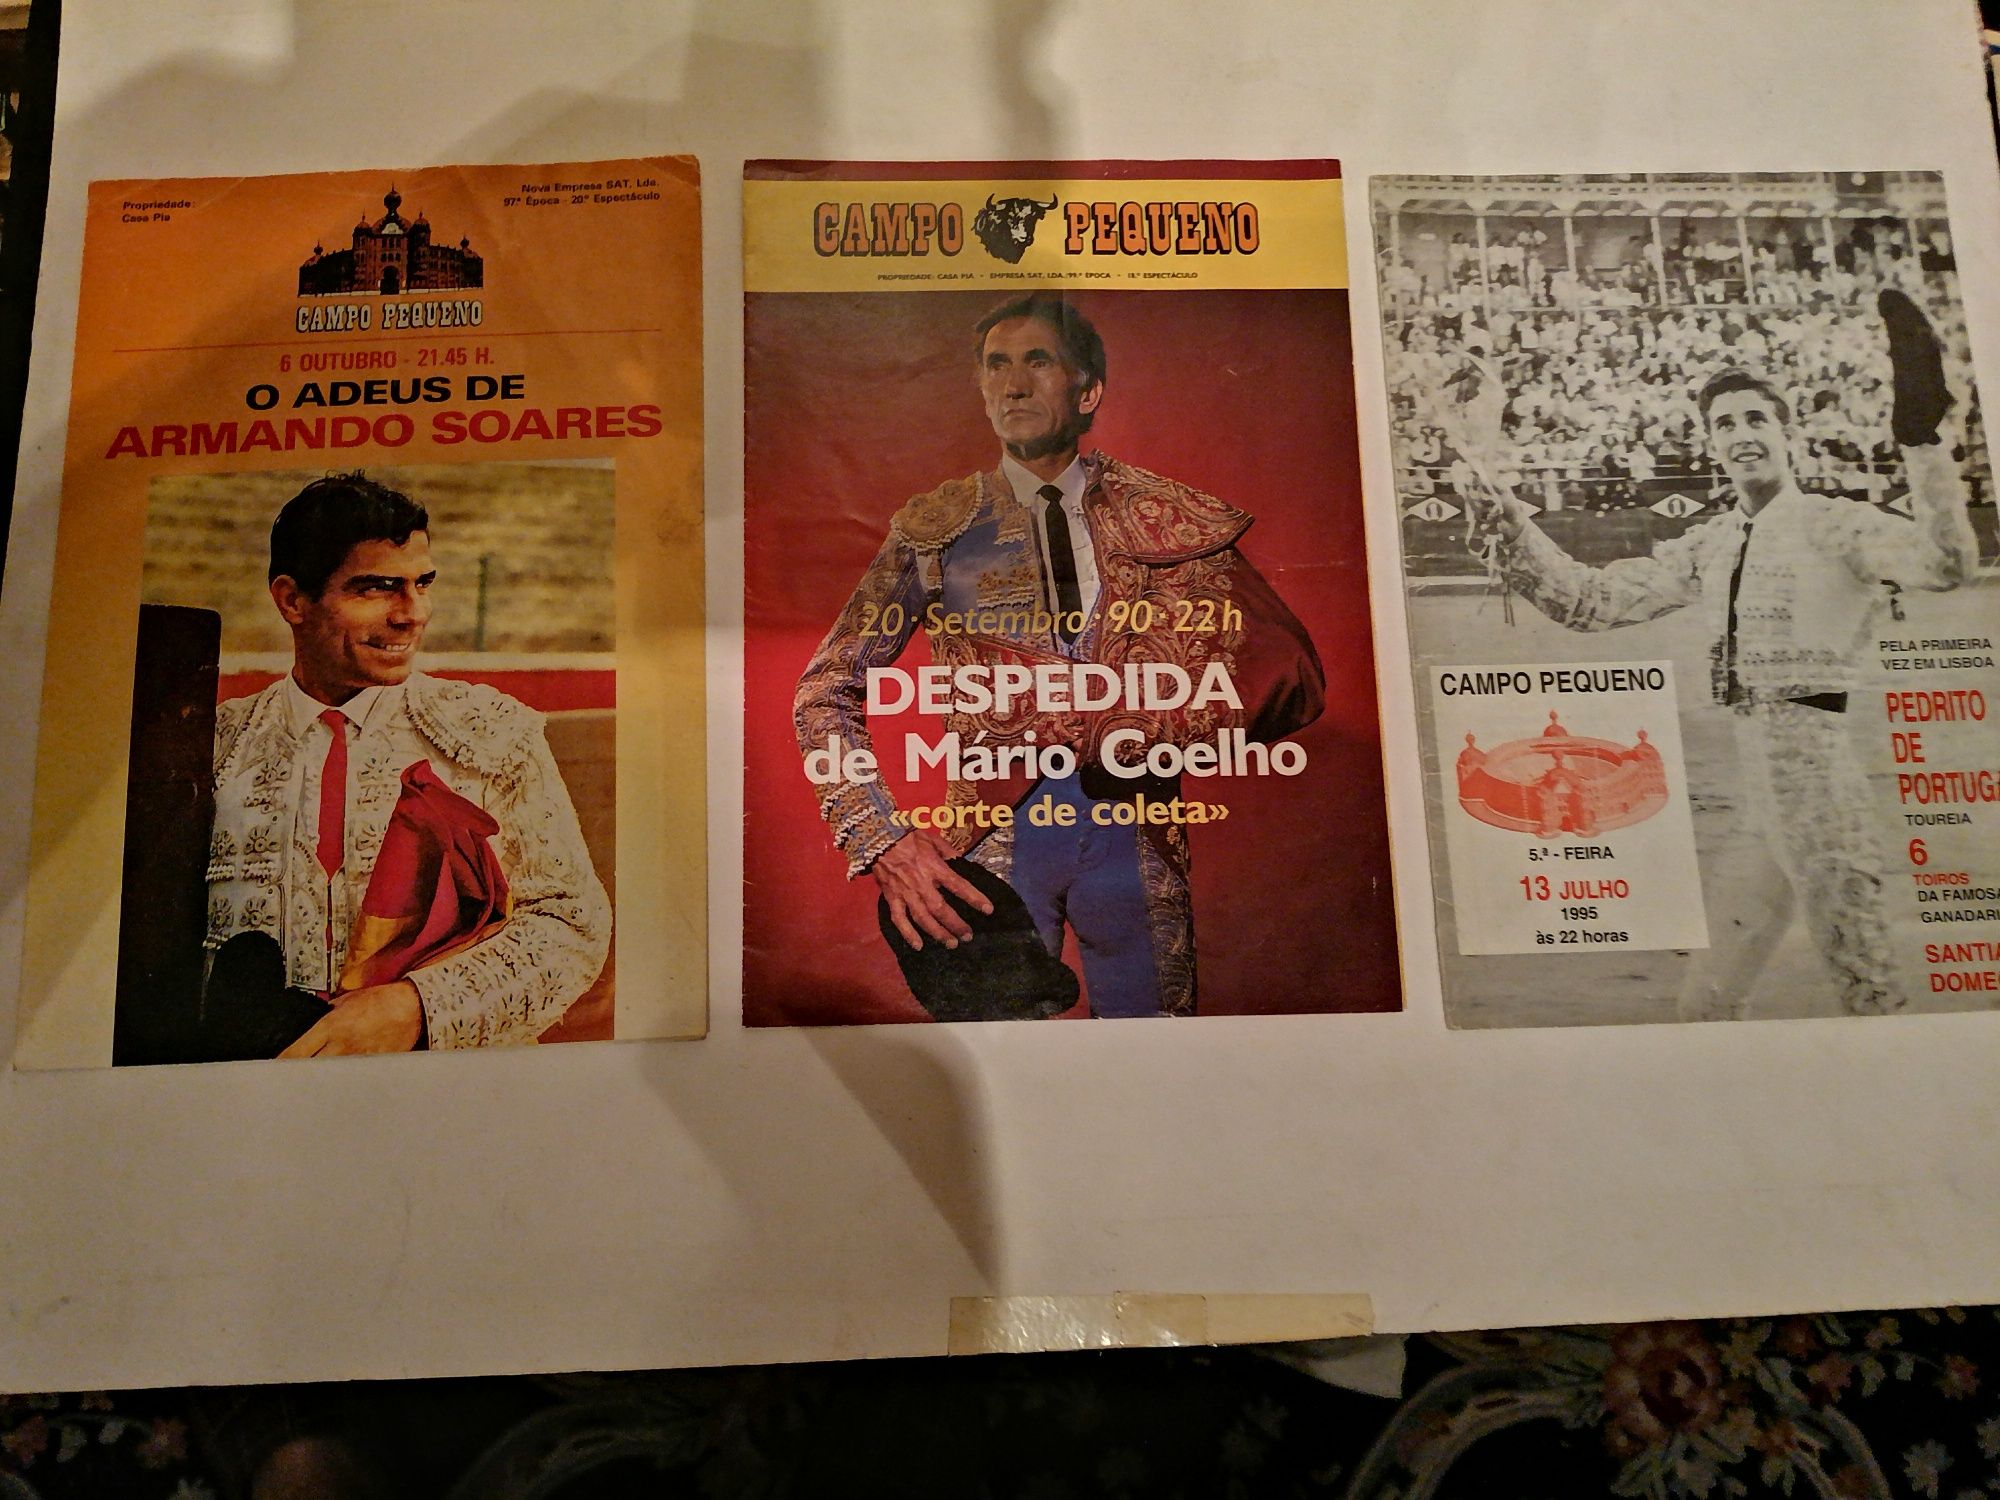 Propriedade:
Casa Pia
Nova Empresa SAT, Lda.
97.ª Época - 20.º Espectáculo
CAMPO PEQUENO
6 OUTUBRO - 21.45 H.
O ADEUS DE
ARMANDO SOARES
CAMPO PEQUENO
PROPRIEDADE: CASA PIA • EMPRESA SAT, LDA./99.ª ÉPOCA • 18.º ESPECTÁCULO
20 · Setembro · 90 · 22h
DESPEDIDA
de Mário Coelho
«corte de coleta»
PELA PRIMEIRA
VEZ EM LISBOA
PEDRITO
DE
PORTUGA
TOUREIA
6
TOIROS
DA FAMOSA
GANADARI
SANTIA
DOME
CAMPO PEQUENO
5.ª - FEIRA
13 JULHO
1995
às 22 horas